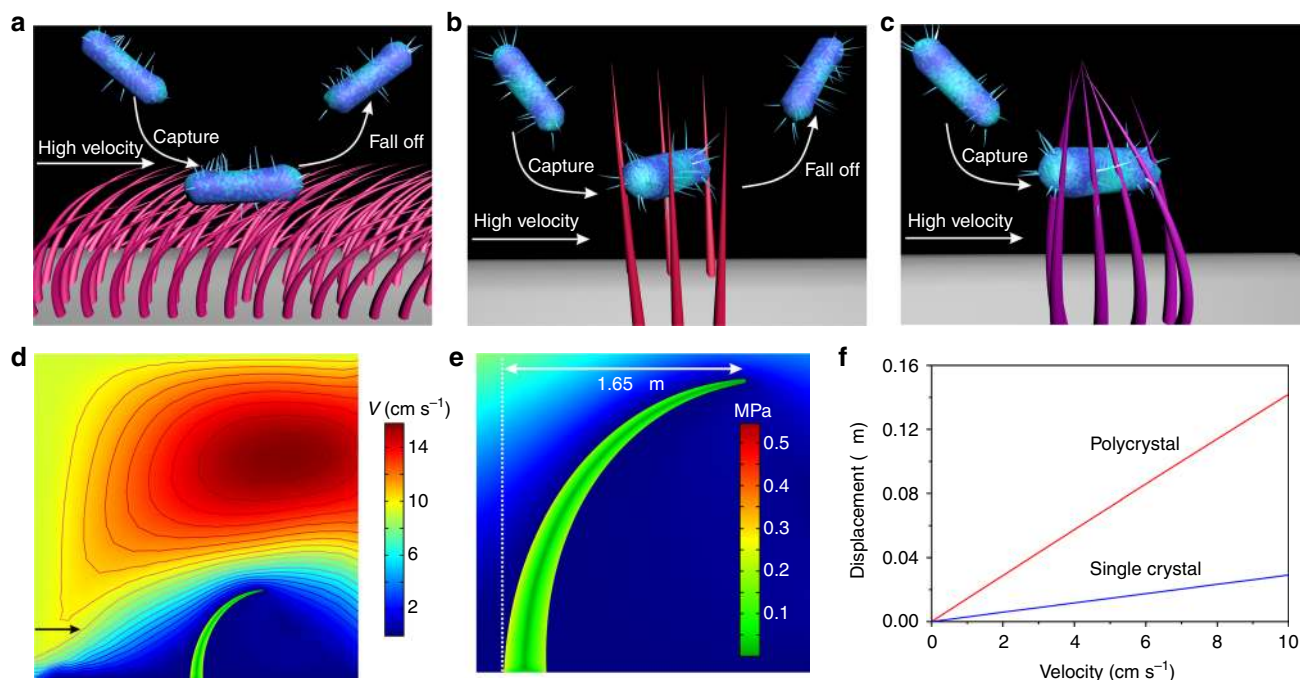 a
High velocity
Capture
Fall off
b
Capture
High velocity
Fall off
c
Capture
High velocity
d
V (cm s⁻¹)
14
10
6
2
e
1.65 m
MPa
0.5
0.4
0.3
0.2
0.1
f
Displacement ( m)
0.16
0.12
0.08
0.04
0.00
Polycrystal
Single crystal
0
2
4
6
8
10
Velocity (cm s⁻¹)